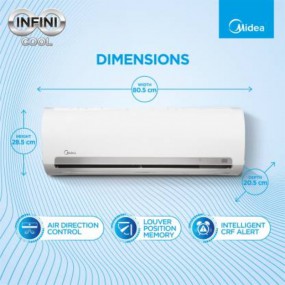 INFINI
COOL
Midea
DIMENSIONS
WIDTH
80.5 cm
HEIGHT
28.5 cm
Midea
DEPTH
20.5 cm
AIR DIRECTION
CONTROL
LOUVER
POSITION
MEMORY
INTELLIGENT
CRF ALERT